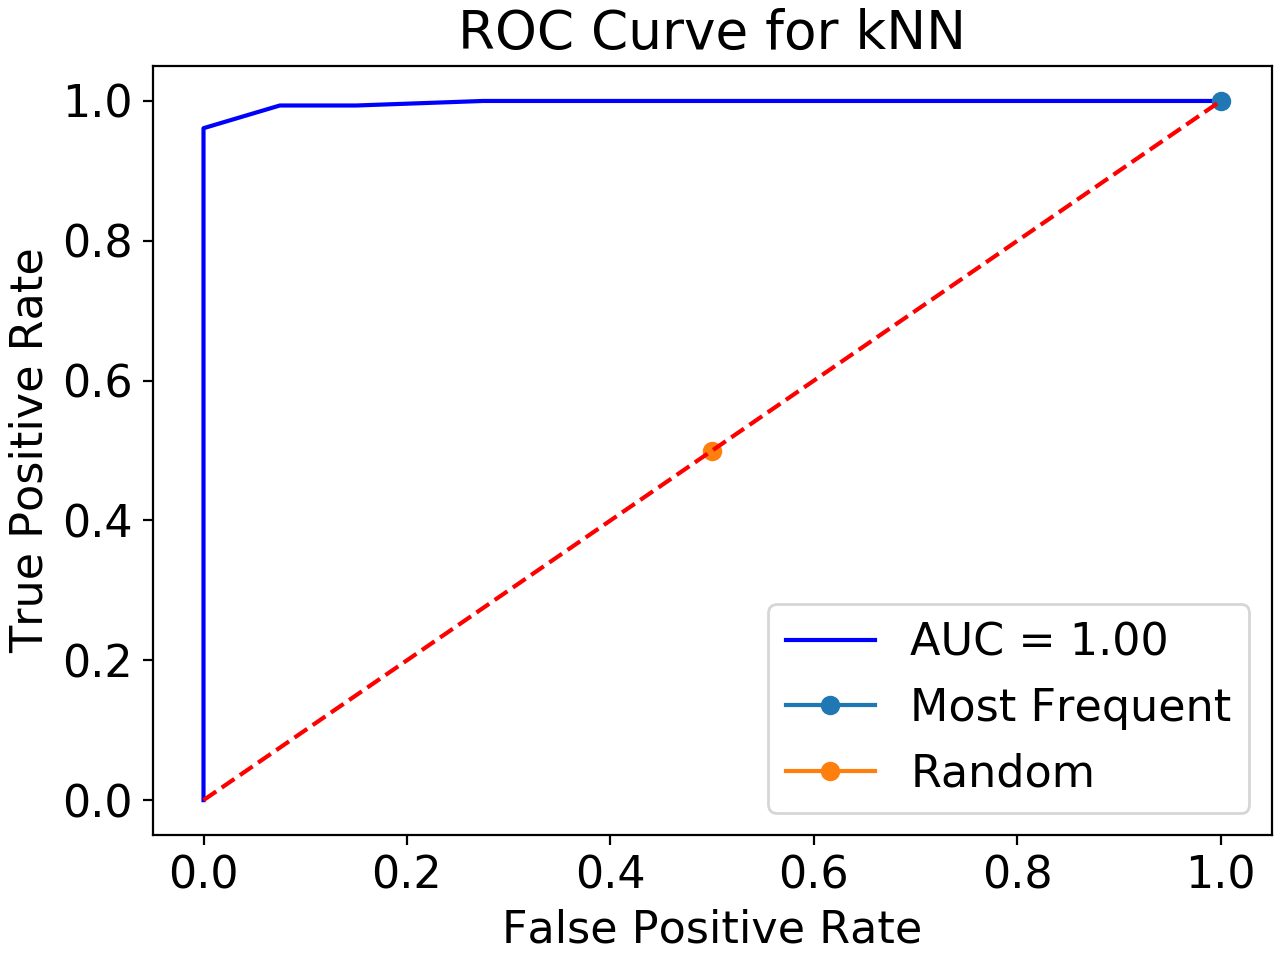 ROC Curve for kNN
True Positive Rate
1.0
0.8
0.6
0.4
0.2
0.0
AUC = 1.00
Most Frequent
Random
0.0 0.2 0.4 0.6 0.8 1.0
False Positive Rate